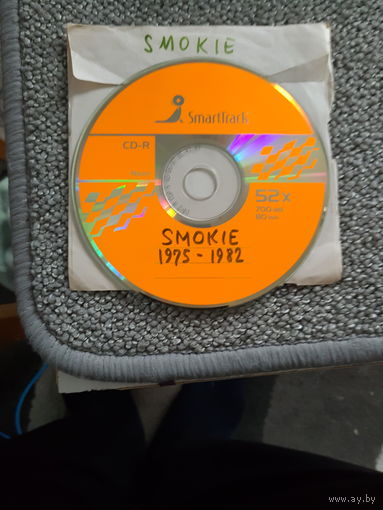 SMOKIE
SmartTrack
CD-R
52x
700 MB
80 min
SMOKIE
1975 - 1982
www.ay.by